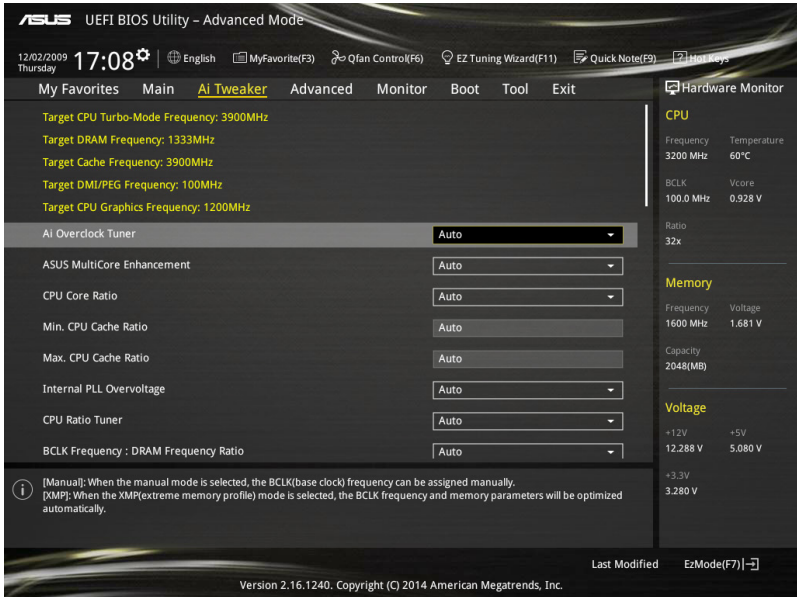 ASUS UEFI BIOS Utility – Advanced Mode
12/02/2009
Thursday
17:08
English
MyFavorite(F3)
Qfan Control(F6)
EZ Tuning Wizard(F11)
Quick Note(F9)
Hot Keys
My Favorites Main Ai Tweaker Advanced Monitor Boot Tool Exit
Target CPU Turbo-Mode Frequency: 3900MHz
Target DRAM Frequency: 1333MHz
Target Cache Frequency: 3900MHz
Target DMI/PEG Frequency: 100MHz
Target CPU Graphics Frequency: 1200MHz
Ai Overclock Tuner Auto
ASUS MultiCore Enhancement Auto
CPU Core Ratio Auto
Min. CPU Cache Ratio Auto
Max. CPU Cache Ratio Auto
Internal PLL Overvoltage Auto
CPU Ratio Tuner Auto
BCLK Frequency : DRAM Frequency Ratio Auto
[Manual]: When the manual mode is selected, the BCLK(base clock) frequency can be assigned manually.
[XMP]: When the XMP(extreme memory profile) mode is selected, the BCLK frequency and memory parameters will be optimized
automatically.
Hardware Monitor
CPU
Frequency Temperature
3200 MHz 60°C
BCLK Vcore
100.0 MHz 0.928 V
Ratio
32x
Memory
Frequency Voltage
1600 MHz 1.681 V
Capacity
2048(MB)
Voltage
+12V +5V
12.288 V 5.080 V
+3.3V
3.280 V
Last Modified
EzMode(F7)
Version 2.16.1240. Copyright (C) 2014 American Megatrends, Inc.